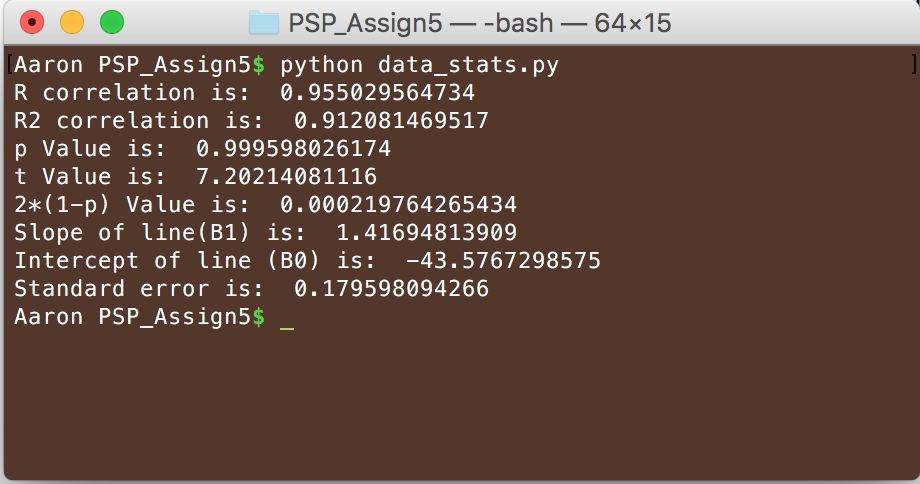 PSP_Assign5 — -bash — 64×15
[Aaron PSP_Assign5$ python data_stats.py ]
R correlation is:  0.955029564734
R2 correlation is:  0.912081469517
p Value is:  0.999598026174
t Value is:  7.20214081116
2*(1-p) Value is:  0.000219764265434
Slope of line(B1) is:  1.41694813909
Intercept of line (B0) is:  -43.5767298575
Standard error is:  0.179598094266
Aaron PSP_Assign5$ _